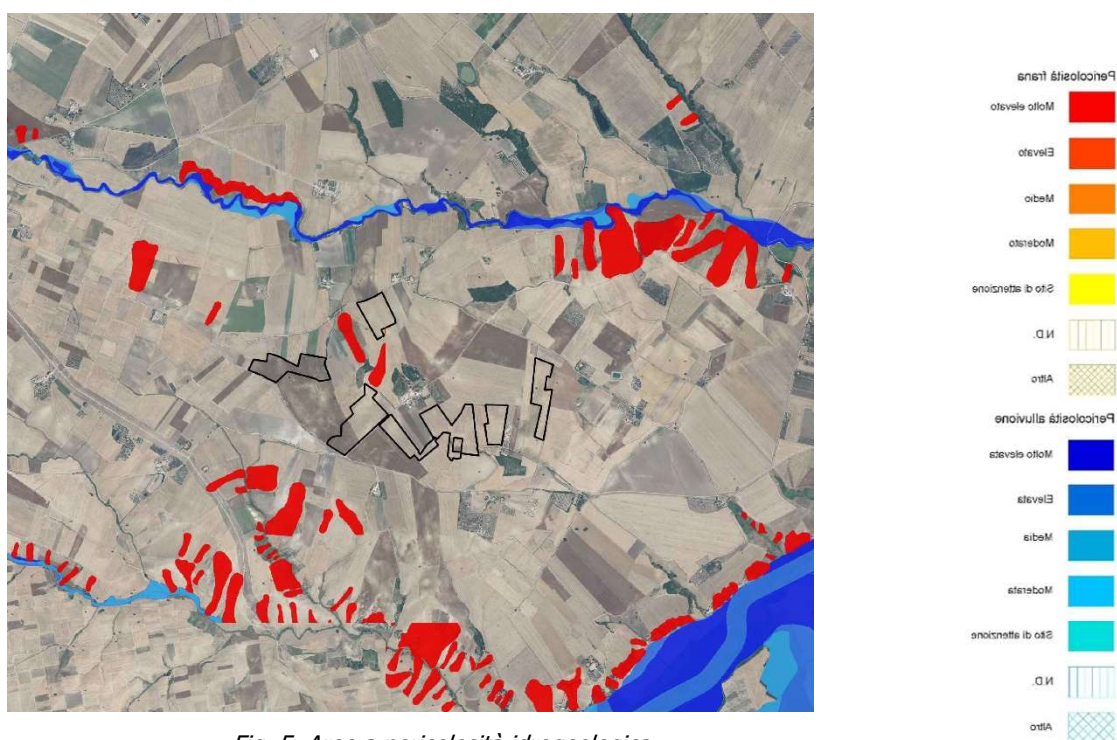 Pericolosità frana
Molto elevato
Elevato
Medio
Moderato
Sito di attenzione
N.D.
Altro
Pericolosità alluvione
Molto elevata
Elevata
Media
Moderata
Sito di attenzione
N.D.
Altro
Fig. 5, Aree a pericolosità idrogeologica